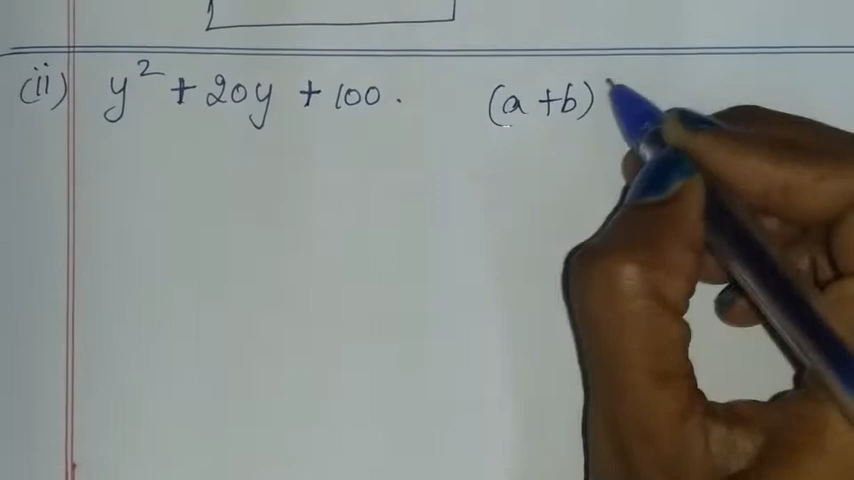 (ii) y² + 20y + 100. (a + b)